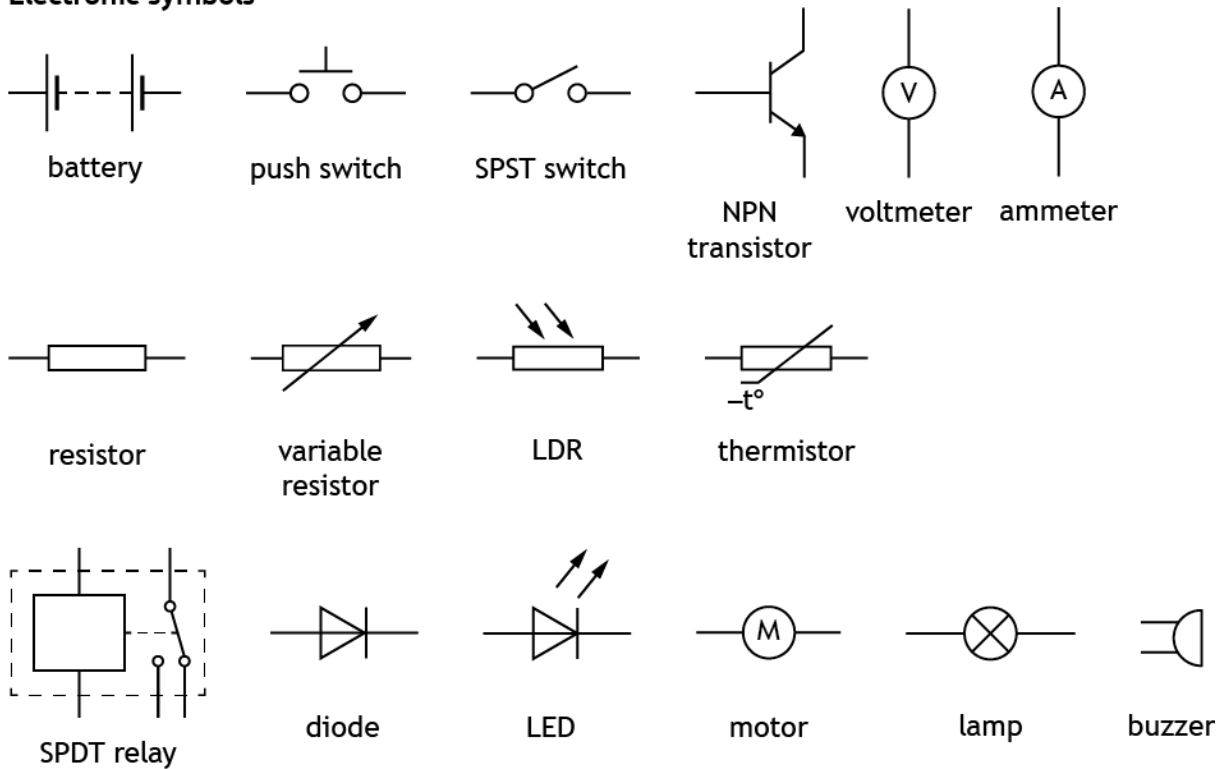 Electronic symbols
battery
push switch
SPST switch
NPN
transistor
V
voltmeter
A
ammeter
resistor
variable
resistor
LDR
–t°
thermistor
SPDT relay
diode
LED
M
motor
lamp
buzzer